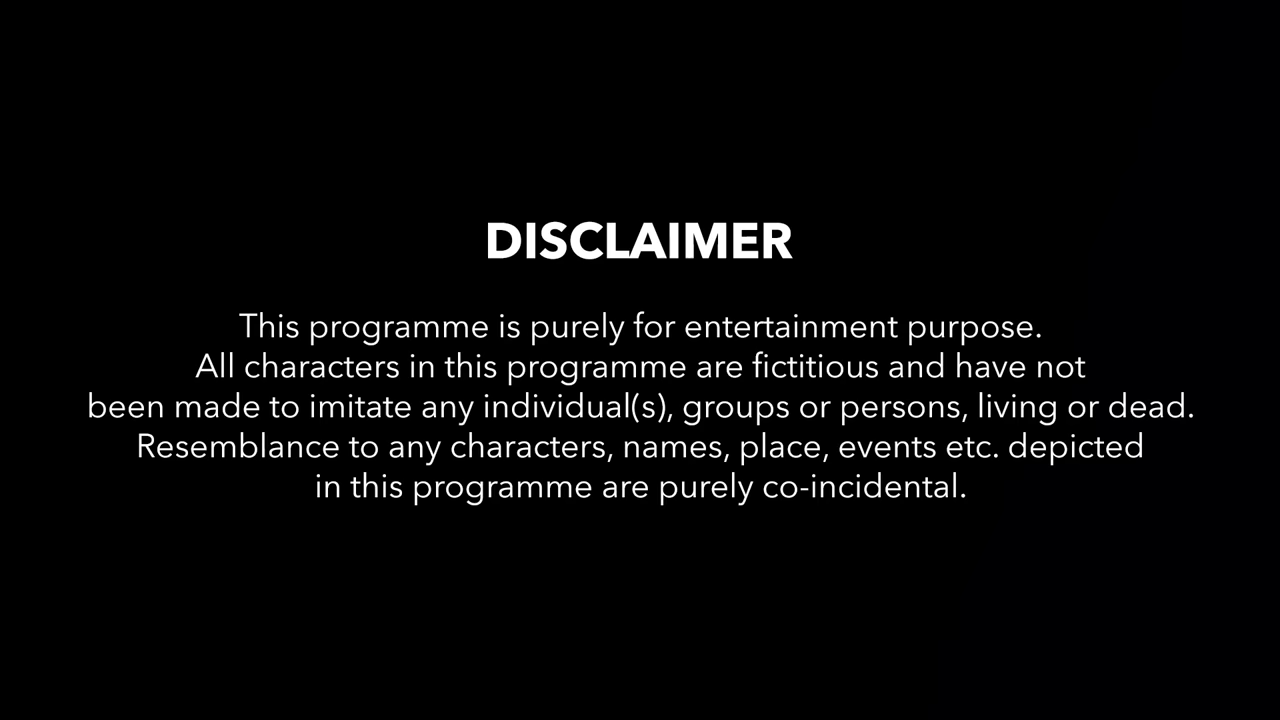 DISCLAIMER
This programme is purely for entertainment purpose.
All characters in this programme are fictitious and have not
been made to imitate any individual(s), groups or persons, living or dead.
Resemblance to any characters, names, place, events etc. depicted
in this programme are purely co-incidental.